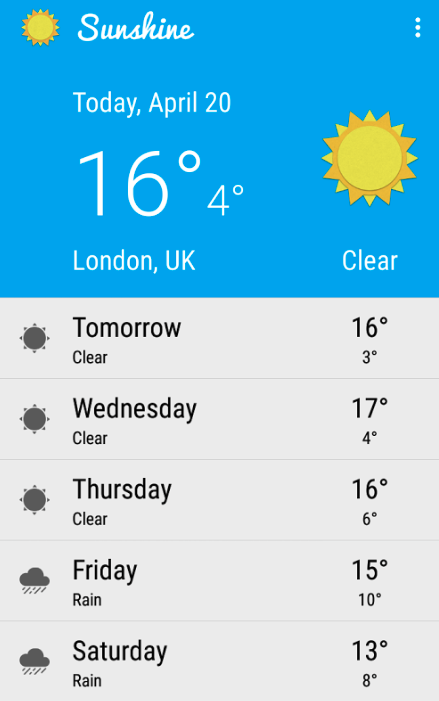 Sunshine
Today, April 20
16° 4°
London, UK
Clear
Tomorrow
16°
Clear
3°
Wednesday
17°
Clear
4°
Thursday
16°
Clear
6°
Friday
15°
Rain
10°
Saturday
13°
Rain
8°